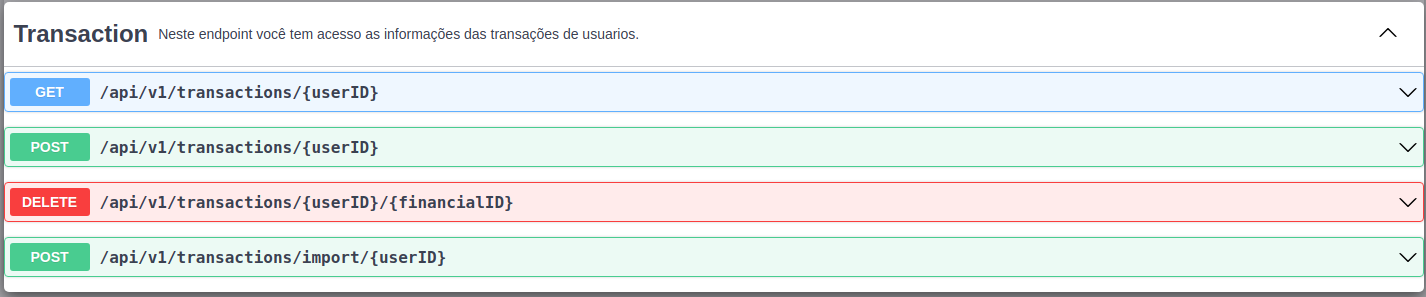 Transaction Neste endpoint você tem acesso as informações das transações de usuarios.
GET /api/v1/transactions/{userID}
POST /api/v1/transactions/{userID}
DELETE /api/v1/transactions/{userID}/{financialID}
POST /api/v1/transactions/import/{userID}